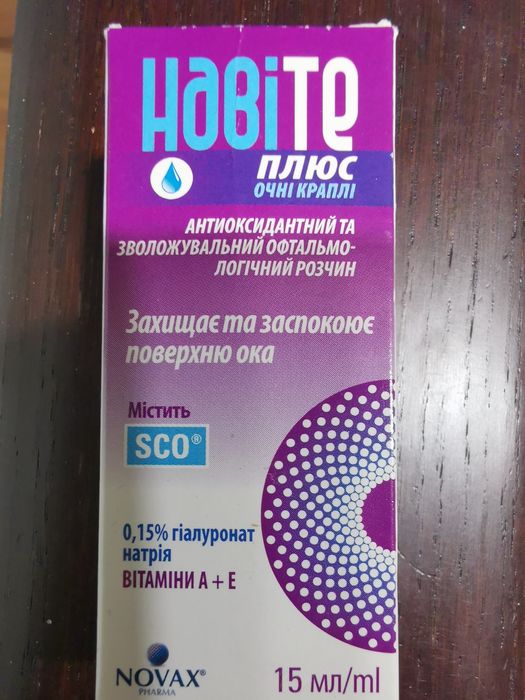 НавіТе
ПЛЮС
ОЧНІ КРАПЛІ
АНТИОКСИДАНТНИЙ ТА
ЗВОЛОЖУВАЛЬНИЙ ОФТАЛЬМО-
ЛОГІЧНИЙ РОЗЧИН
Захищає та заспокоює
поверхню ока
Містить
SCO®
0,15% гіалуронат
натрія
ВІТАМІНИ А + Е
NOVAX®
PHARMA
15 мл/ml